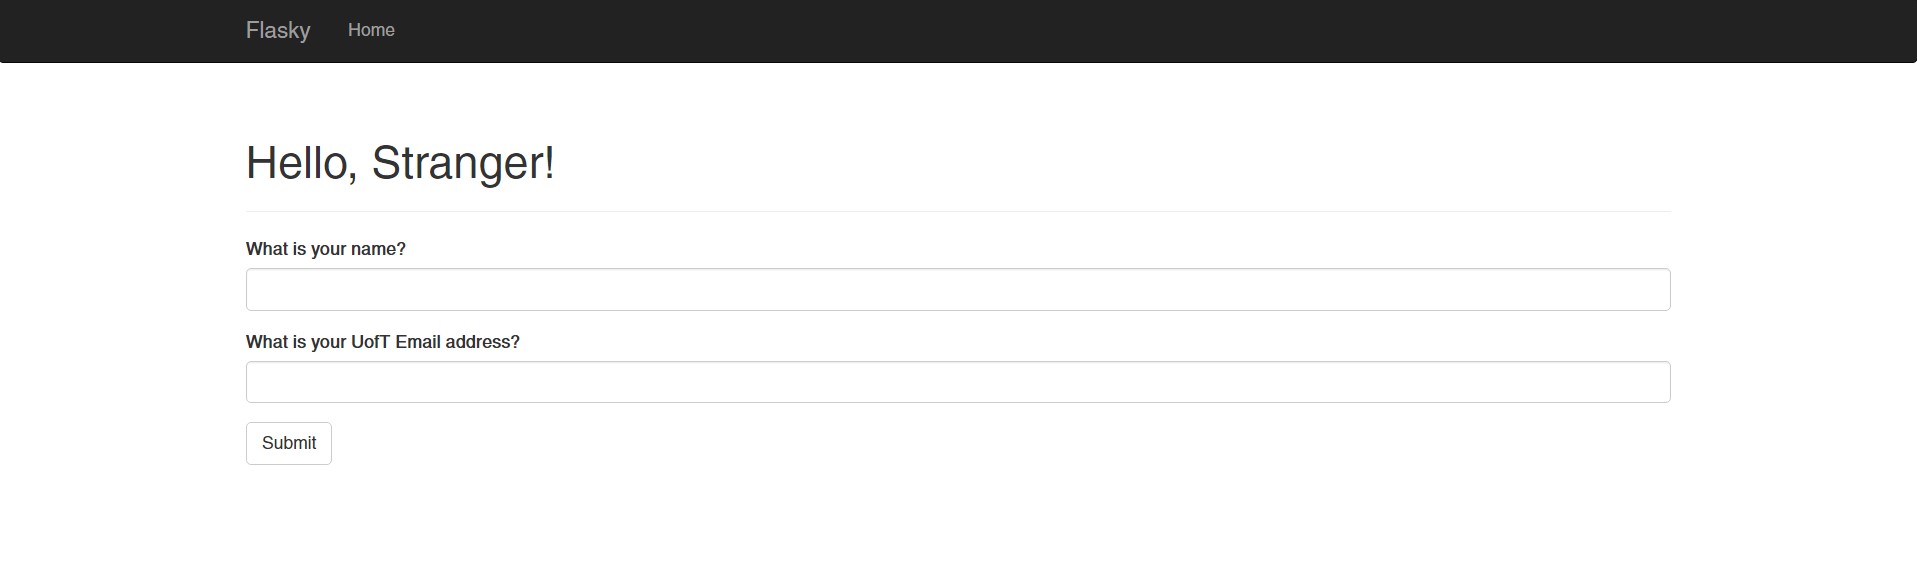 Flasky Home
Hello, Stranger!
What is your name?
What is your UofT Email address?
Submit